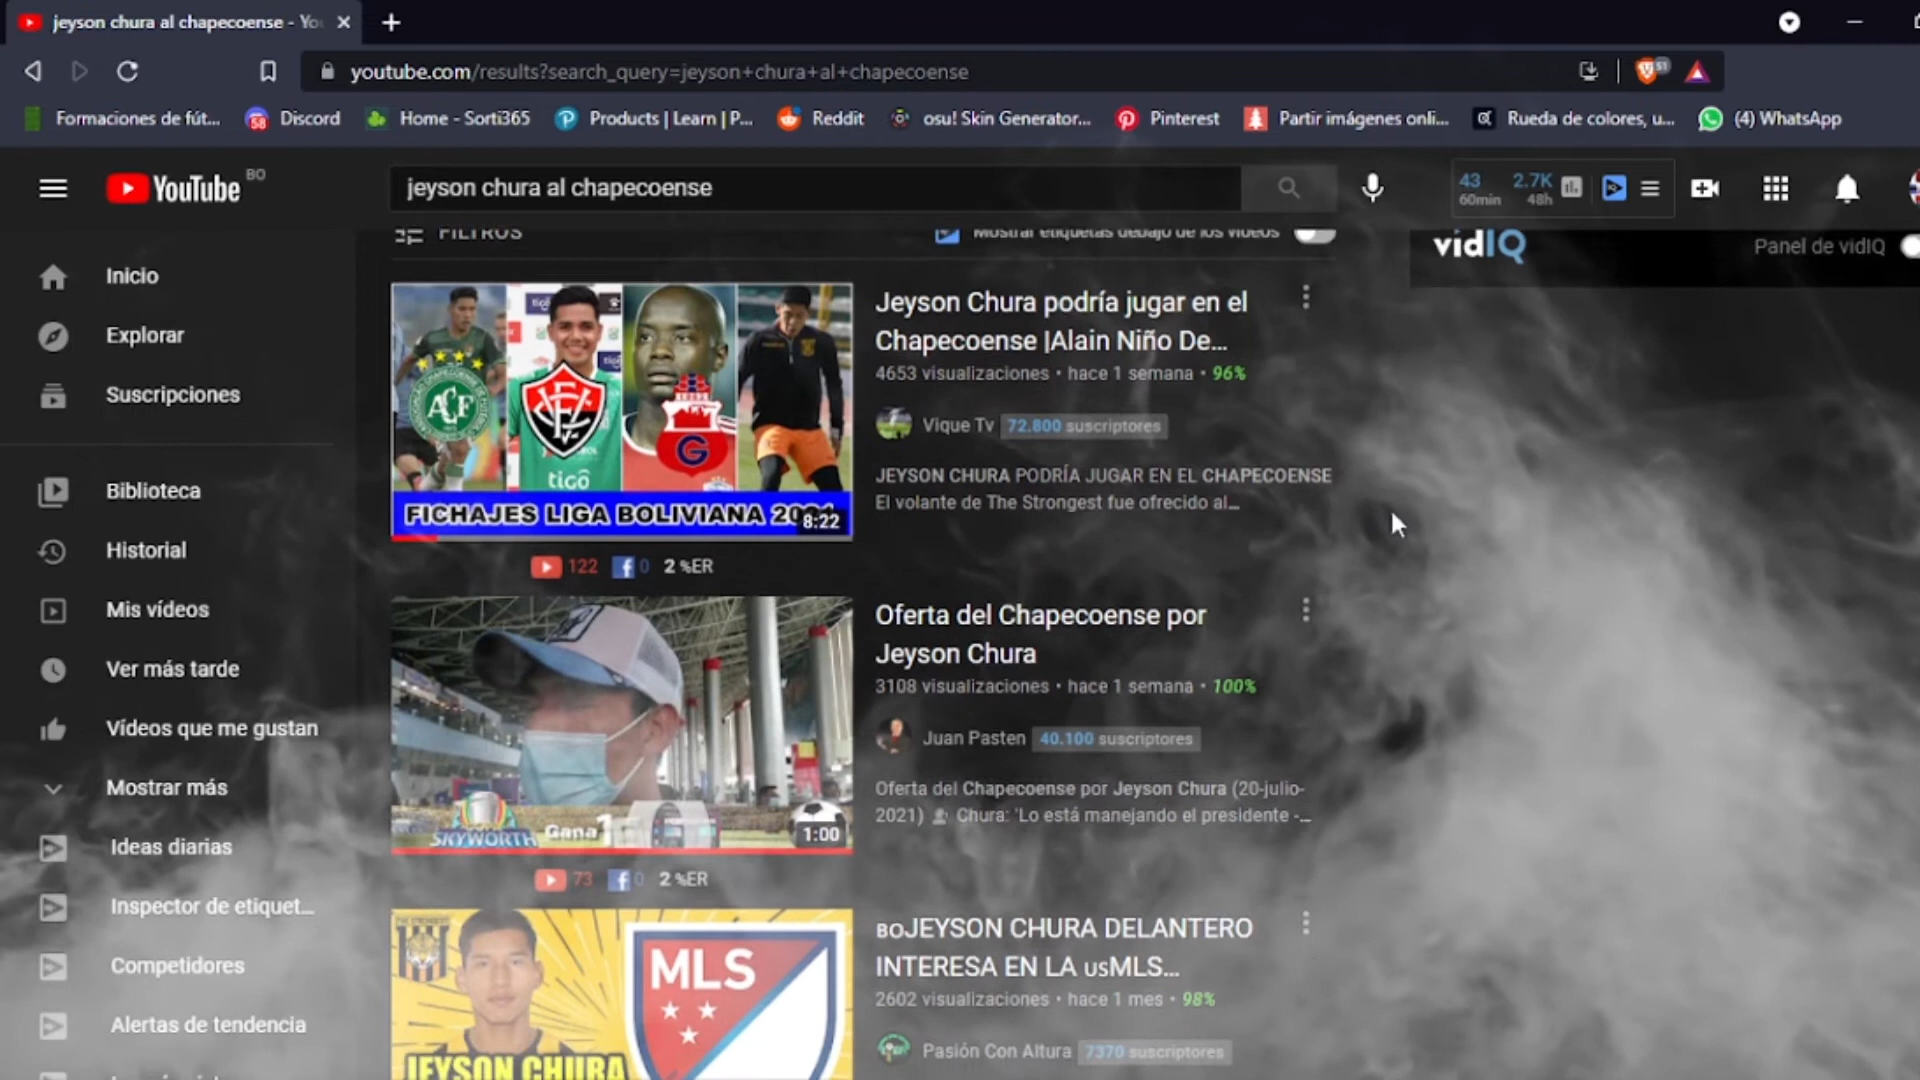 jeyson chura al chapecoense - Yo
youtube.com/results?search_query=jeyson+chura+al+chapecoense
51
Formaciones de fút...
58
Discord
Home - Sorti365
Products | Learn | P...
Reddit
osu! Skin Generator...
Pinterest
Partir imágenes onli...
Rueda de colores, u...
(4) WhatsApp
YouTube BO
jeyson chura al chapecoense
43
60min
2.7K
48h
FILTROS
Mostrar etiquetas debajo de los vídeos
vidIQ
Panel de vidIQ
Inicio
Explorar
Suscripciones
Biblioteca
Historial
Mis vídeos
Ver más tarde
Vídeos que me gustan
Mostrar más
Ideas diarias
Inspector de etiquet...
Competidores
Alertas de tendencia
tigo
FICHAJES LIGA BOLIVIANA
8:22
Jeyson Chura podría jugar en el
Chapecoense |Alain Niño De...
4653 visualizaciones • hace 1 semana • 96%
Vique Tv 72.800 suscriptores
JEYSON CHURA PODRÍA JUGAR EN EL CHAPECOENSE
El volante de The Strongest fue ofrecido al...
122 0 2 %ER
SKYWORTH Gana
1:00
Oferta del Chapecoense por
Jeyson Chura
3108 visualizaciones • hace 1 semana • 100%
Juan Pasten 40.100 suscriptores
Oferta del Chapecoense por Jeyson Chura (20-julio-
2021) Chura: 'Lo está manejando el presidente -...
73 0 2 %ER
MLS
JEYSON CHURA
BOJEYSON CHURA DELANTERO
INTERESA EN LA usMLS...
2602 visualizaciones • hace 1 mes • 98%
Pasión Con Altura 7370 suscriptores